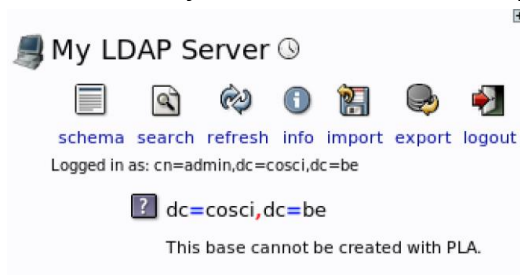 My LDAP Server
schema search refresh info import export logout
Logged in as: cn=admin,dc=cosci,dc=be
? dc=cosci,dc=be
This base cannot be created with PLA.